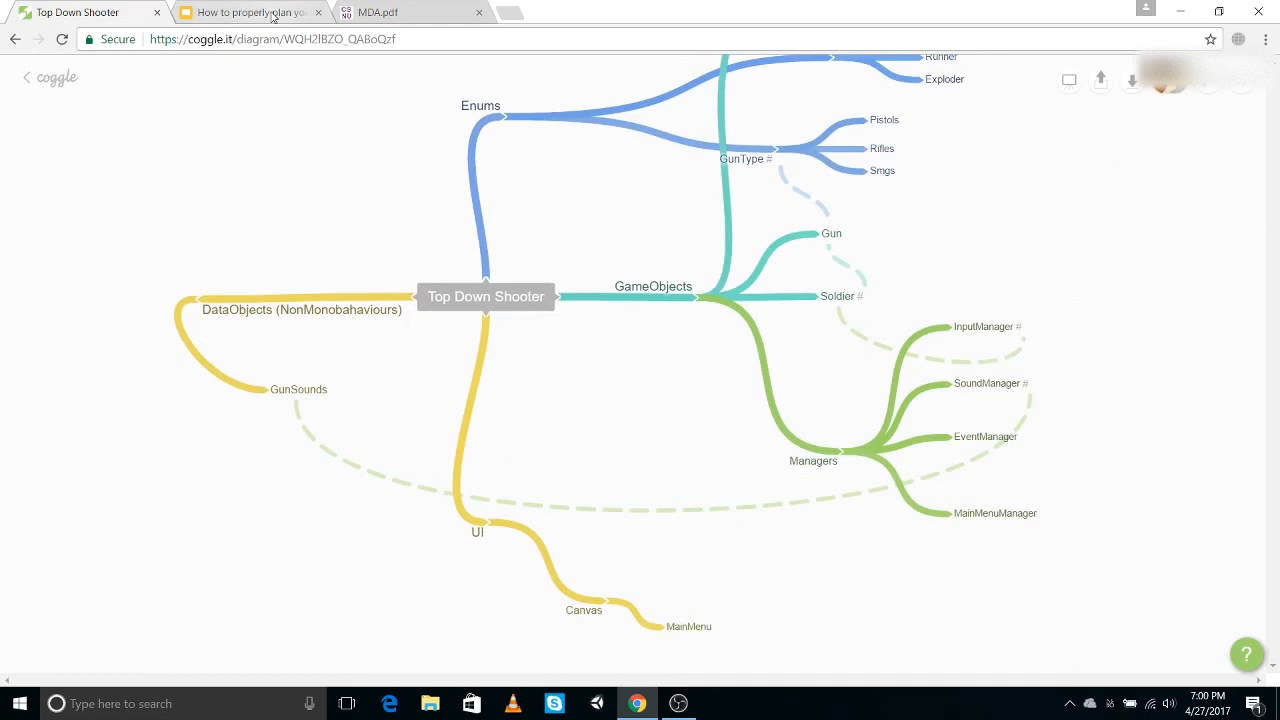 Top Down Shooter
How to properly plan yo
CS
NU
MDA.pdf
Secure
https://coggle.it/diagram/WQH2lBZO_QABoQzf
coggle
Runner
Enums
Exploder
Pistols
Rifles
GunType #
Smgs
Gun
GameObjects
Top Down Shooter
Soldier #
DataObjects (NonMonobahaviours)
InputManager #
SoundManager #
GunSounds
EventManager
Managers
MainMenuManager
UI
Canvas
MainMenu
?
Type here to search
7:00 PM
4/27/2017